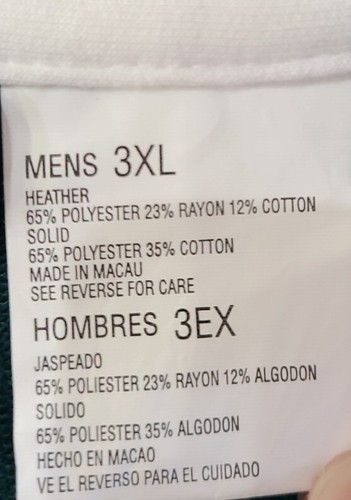 MENS 3XL
HEATHER
65% POLYESTER 23% RAYON 12% COTTON
SOLID
65% POLYESTER 35% COTTON
MADE IN MACAU
SEE REVERSE FOR CARE
HOMBRES 3EX
JASPEADO
65% POLIESTER 23% RAYON 12% ALGODON
SOLIDO
65% POLIESTER 35% ALGODON
HECHO EN MACAO
VE EL REVERSO PARA EL CUIDADO